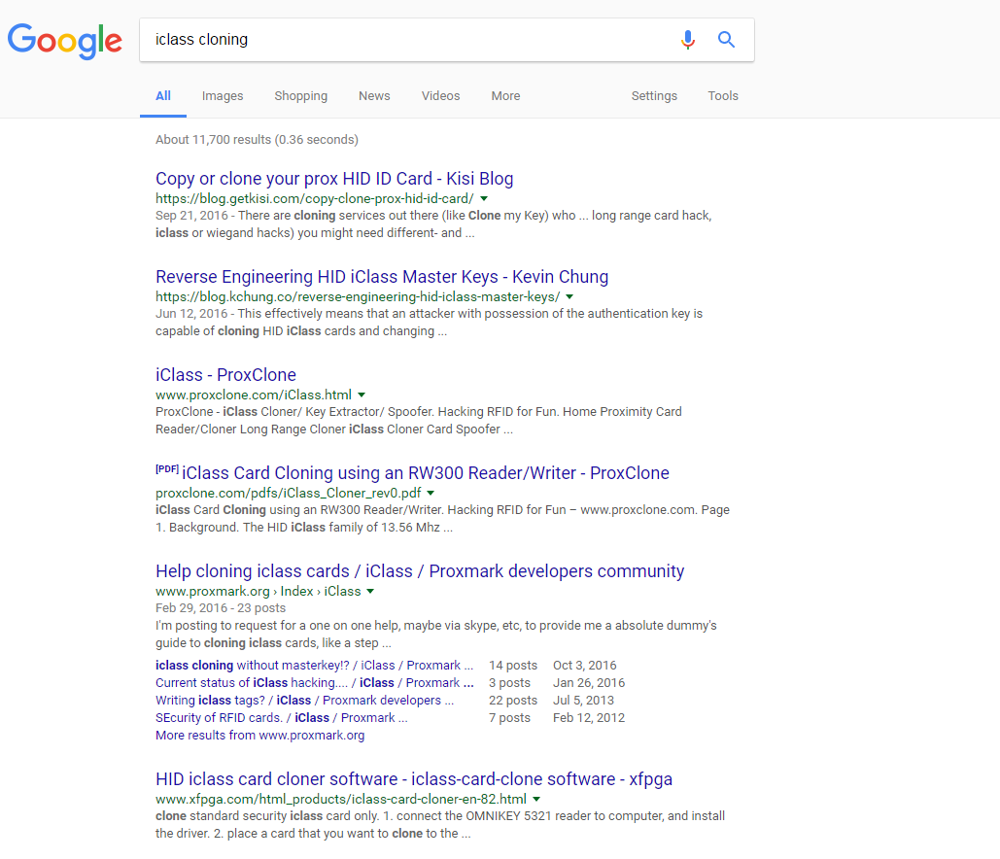 Google
iclass cloning
All Images Shopping News Videos More Settings Tools
About 11,700 results (0.36 seconds)
Copy or clone your prox HID ID Card - Kisi Blog
https://blog.getkisi.com/copy-clone-prox-hid-id-card/
Sep 21, 2016 - There are cloning services out there (like Clone my Key) who ... long range card hack,
iclass or wiegand hacks) you might need different- and ...
Reverse Engineering HID iClass Master Keys - Kevin Chung
https://blog.kchung.co/reverse-engineering-hid-iclass-master-keys/
Jun 12, 2016 - This effectively means that an attacker with possession of the authentication key is
capable of cloning HID iClass cards and changing ...
iClass - ProxClone
www.proxclone.com/iClass.html
ProxClone - iClass Cloner/ Key Extractor/ Spoofer. Hacking RFID for Fun. Home Proximity Card
Reader/Cloner Long Range Cloner iClass Cloner Card Spoofer ...
[PDF] iClass Card Cloning using an RW300 Reader/Writer - ProxClone
proxclone.com/pdfs/iClass_Cloner_rev0.pdf
iClass Card Cloning using an RW300 Reader/Writer. Hacking RFID for Fun – www.proxclone.com. Page
1. Background. The HID iClass family of 13.56 Mhz ...
Help cloning iclass cards / iClass / Proxmark developers community
www.proxmark.org › Index › iClass
Feb 29, 2016 - 23 posts
I'm posting to request for a one on one help, maybe via skype, etc, to provide me a absolute dummy's
guide to cloning iclass cards, like a step ...
iclass cloning without masterkey!? / iClass / Proxmark ... 14 posts Oct 3, 2016
Current status of iClass hacking.... / iClass / Proxmark ... 3 posts Jan 26, 2016
Writing iclass tags? / iClass / Proxmark developers ... 22 posts Jul 5, 2013
SEcurity of RFID cards. / iClass / Proxmark ... 7 posts Feb 12, 2012
More results from www.proxmark.org
HID iclass card cloner software - iclass-card-clone software - xfpga
www.xfpga.com/html_products/iclass-card-cloner-en-82.html
clone standard security iclass card only. 1. connect the OMNIKEY 5321 reader to computer, and install
the driver. 2. place a card that you want to clone to the ...